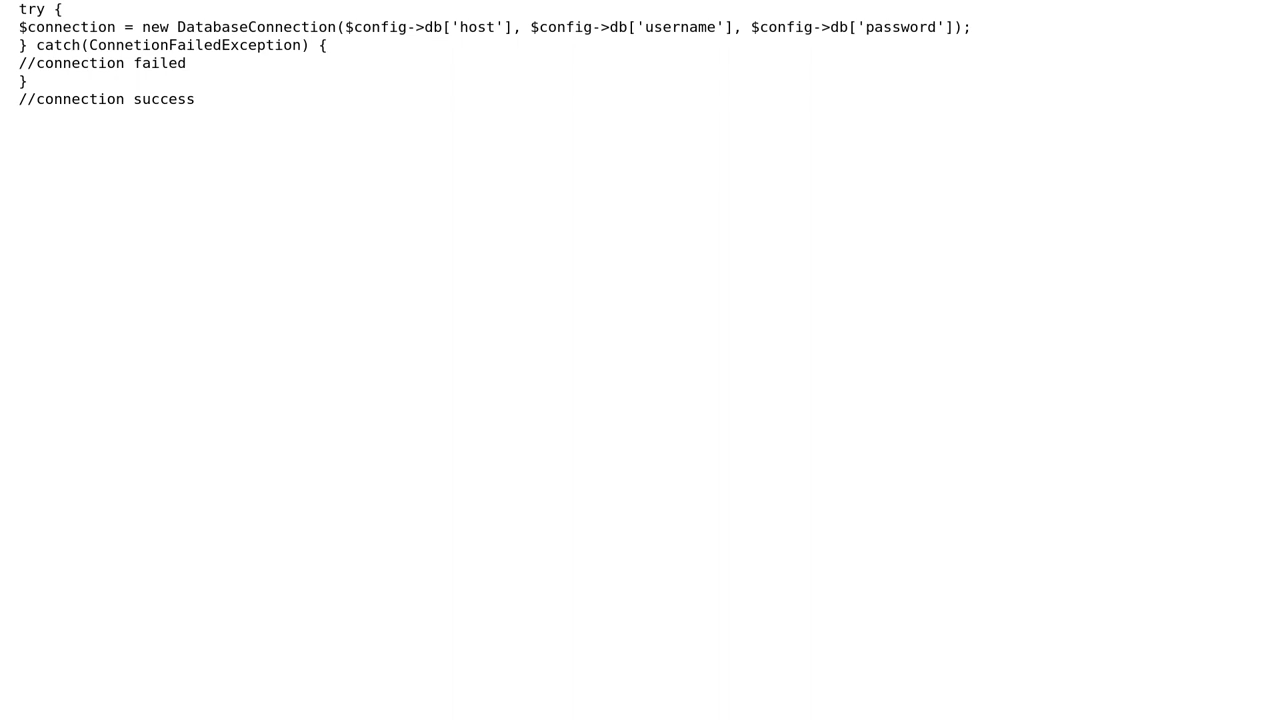 try {
$connection = new DatabaseConnection($config->db['host'], $config->db['username'], $config->db['password']);
} catch(ConnetionFailedException) {
//connection failed
}
//connection success